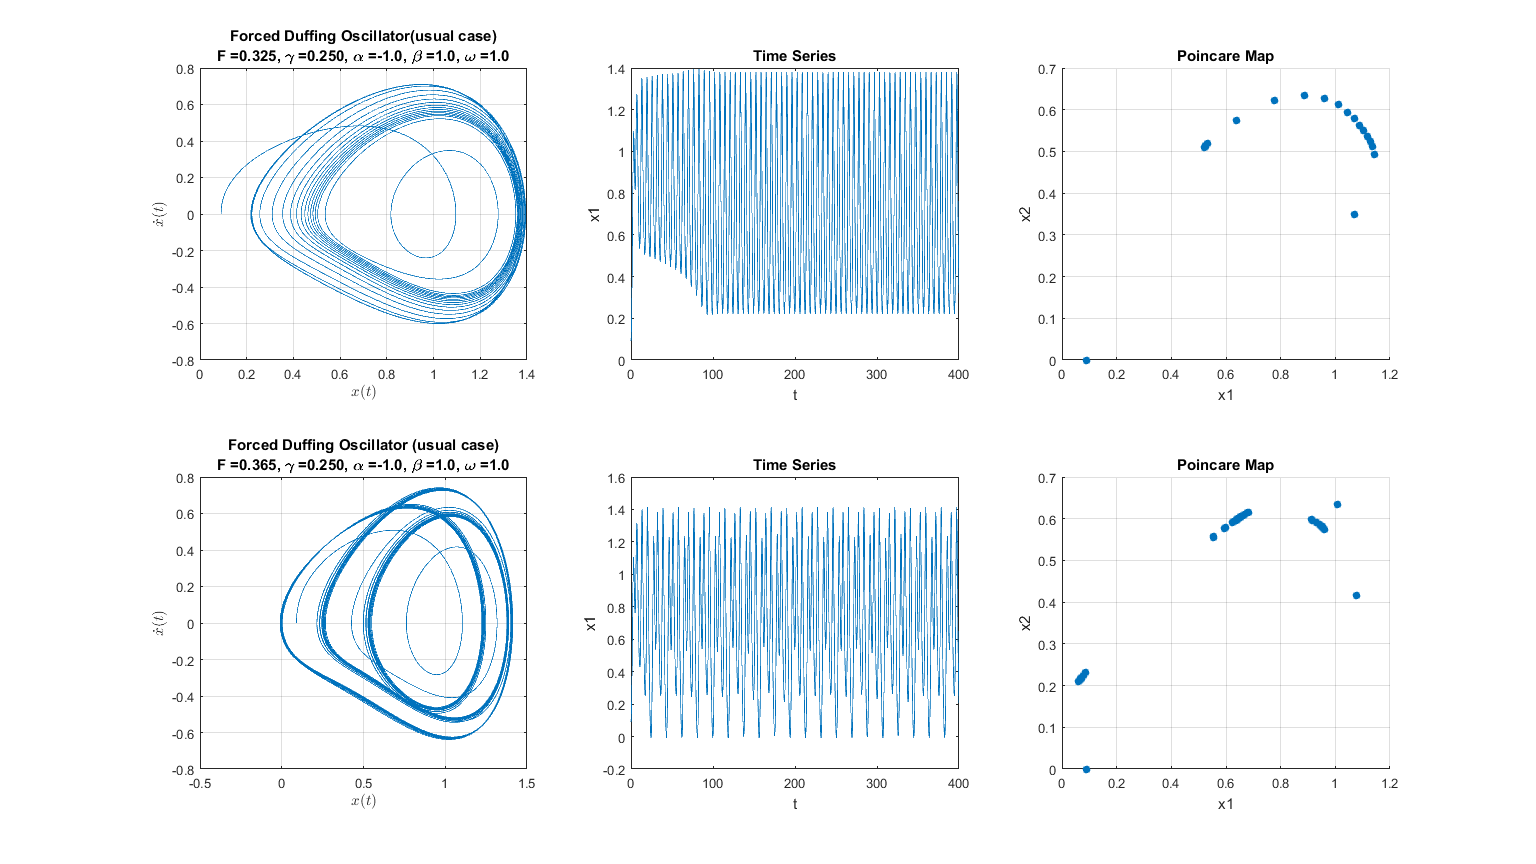 Forced Duffing Oscillator(usual case)
F =0.325, γ =0.250, α =-1.0, β =1.0, ω =1.0
0.8
0.6
0.4
0.2
0
-0.2
-0.4
-0.6
-0.8
ẋ(t)
0 0.2 0.4 0.6 0.8 1 1.2 1.4
x(t)
Time Series
1.4
1.2
1
0.8
0.6
0.4
0.2
0
x1
0 100 200 300 400
t
Poincare Map
0.7
0.6
0.5
0.4
0.3
0.2
0.1
0
x2
0 0.2 0.4 0.6 0.8 1 1.2
x1
Forced Duffing Oscillator (usual case)
F =0.365, γ =0.250, α =-1.0, β =1.0, ω =1.0
0.8
0.6
0.4
0.2
0
-0.2
-0.4
-0.6
-0.8
ẋ(t)
-0.5 0 0.5 1 1.5
x(t)
Time Series
1.6
1.4
1.2
1
0.8
0.6
0.4
0.2
0
-0.2
x1
0 100 200 300 400
t
Poincare Map
0.7
0.6
0.5
0.4
0.3
0.2
0.1
0
x2
0 0.2 0.4 0.6 0.8 1 1.2
x1